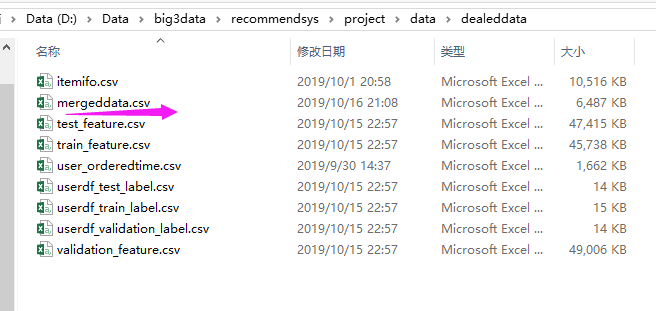 Data (D:) › Data › big3data › recommendsys › project › data › dealeddata
名称 修改日期 类型 大小
itemifo.csv 2019/10/1 20:58 Microsoft Excel ... 10,516 KB
mergeddata.csv 2019/10/16 21:08 Microsoft Excel ... 6,487 KB
test_feature.csv 2019/10/15 22:57 Microsoft Excel ... 47,415 KB
train_feature.csv 2019/10/15 22:57 Microsoft Excel ... 45,738 KB
user_orderedtime.csv 2019/9/30 14:37 Microsoft Excel ... 1,662 KB
userdf_test_label.csv 2019/10/15 22:57 Microsoft Excel ... 14 KB
userdf_train_label.csv 2019/10/15 22:57 Microsoft Excel ... 15 KB
userdf_validation_label.csv 2019/10/15 22:57 Microsoft Excel ... 14 KB
validation_feature.csv 2019/10/15 22:57 Microsoft Excel ... 49,006 KB